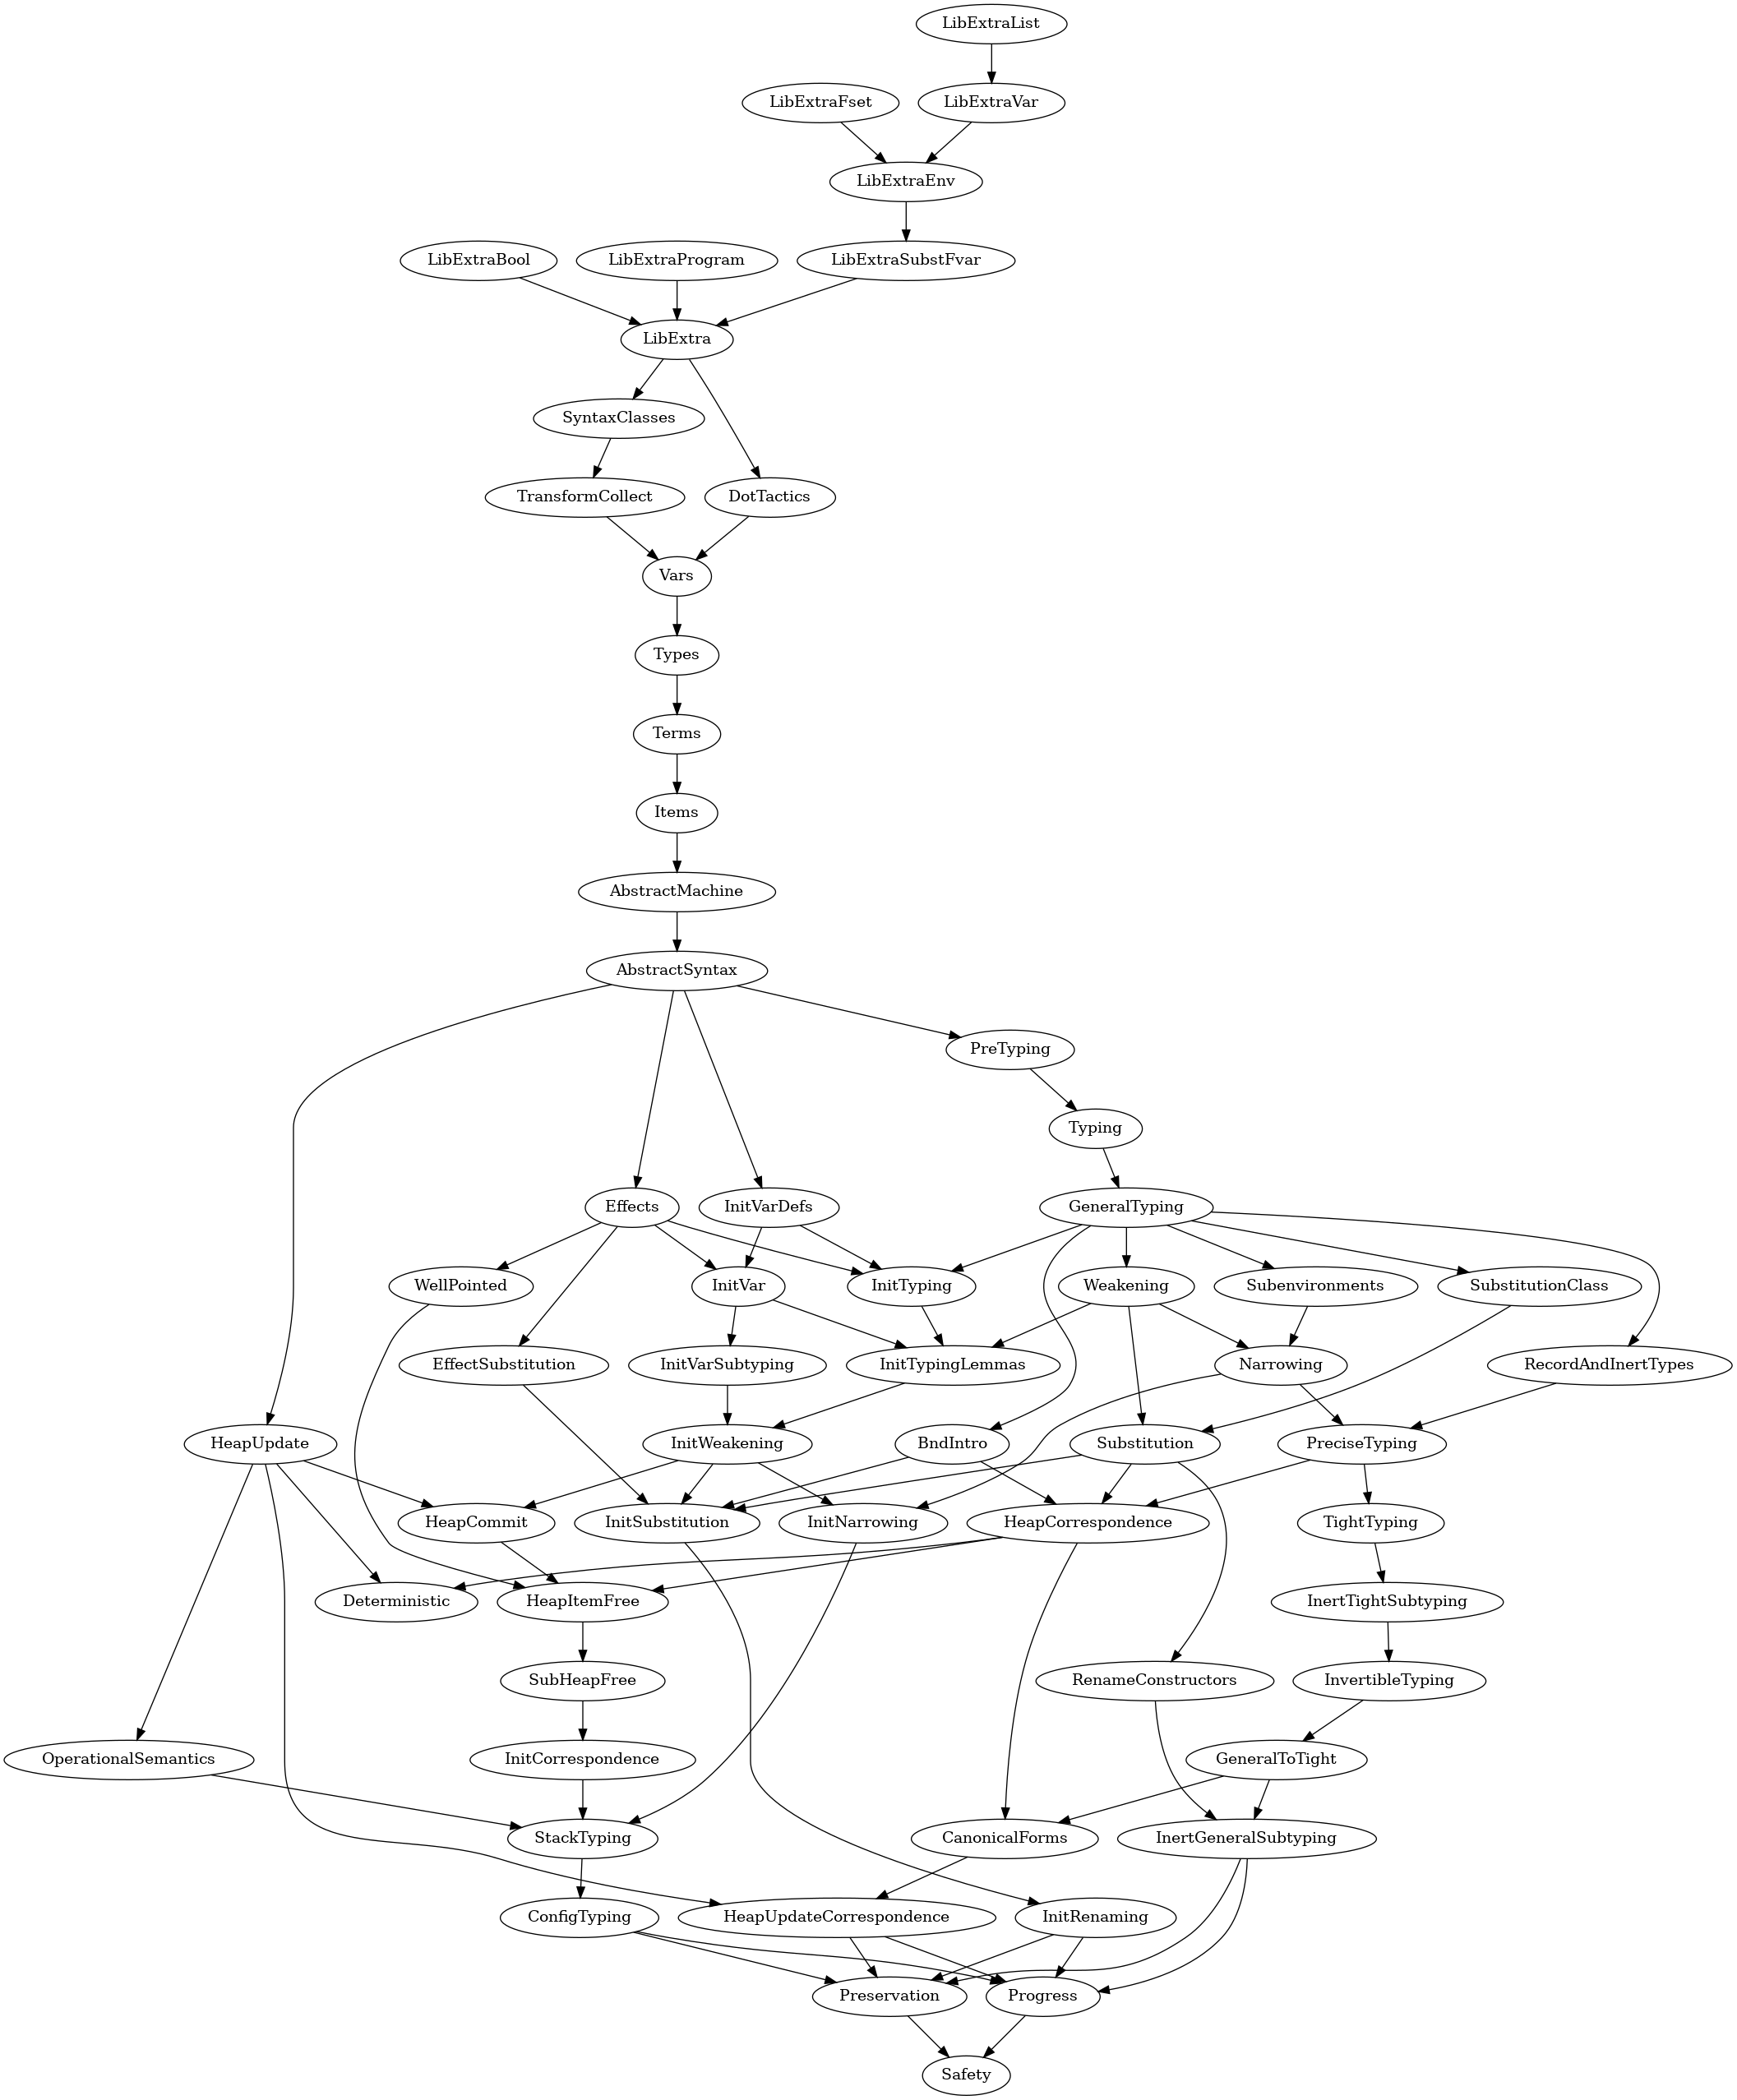 LibExtraList
LibExtraFset
LibExtraVar
LibExtraEnv
LibExtraBool
LibExtraProgram
LibExtraSubstFvar
LibExtra
SyntaxClasses
TransformCollect
DotTactics
Vars
Types
Terms
Items
AbstractMachine
AbstractSyntax
PreTyping
Typing
Effects
InitVarDefs
GeneralTyping
WellPointed
InitVar
InitTyping
Weakening
Subenvironments
SubstitutionClass
EffectSubstitution
InitVarSubtyping
InitTypingLemmas
Narrowing
RecordAndInertTypes
HeapUpdate
InitWeakening
BndIntro
Substitution
PreciseTyping
HeapCommit
InitSubstitution
InitNarrowing
HeapCorrespondence
TightTyping
Deterministic
HeapItemFree
InertTightSubtyping
SubHeapFree
RenameConstructors
InvertibleTyping
OperationalSemantics
InitCorrespondence
GeneralToTight
StackTyping
CanonicalForms
InertGeneralSubtyping
ConfigTyping
HeapUpdateCorrespondence
InitRenaming
Preservation
Progress
Safety